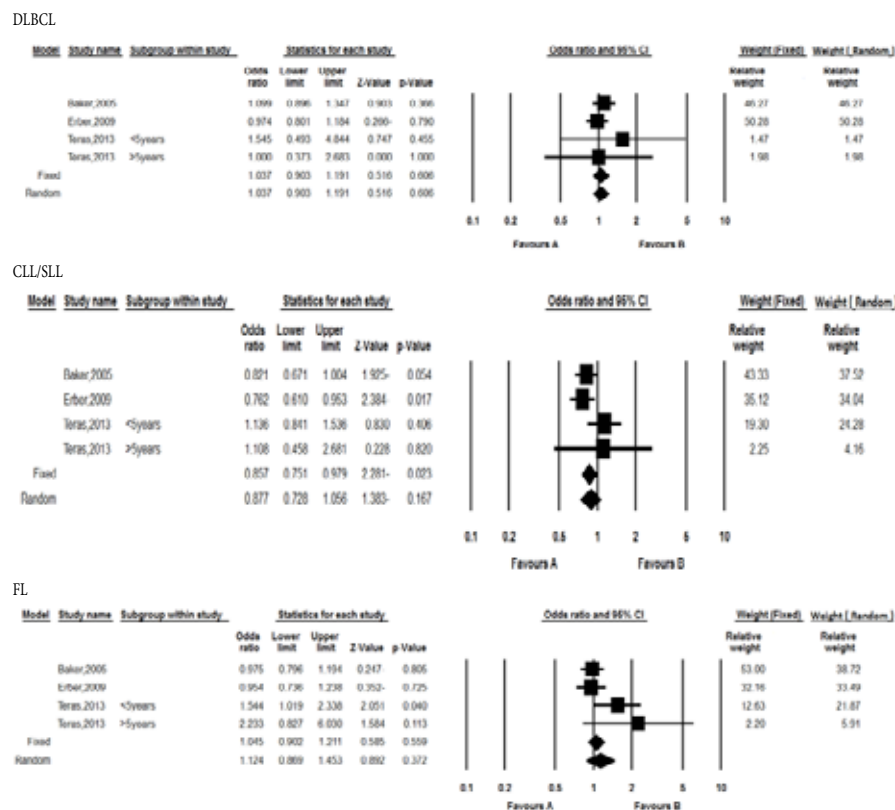 DLBCL
Model Study name Subgroup within study Statistics for each study Odds ratio and 95% CI Weight (Fixed) Weight (Random)
Odds ratio Lower limit Upper limit Z-Value p-Value Relative weight Relative weight
Baker,2005 1.099 0.896 1.347 0.903 0.366 46.27 46.27
Erber,2009 0.974 0.801 1.184 0.266- 0.790 50.28 50.28
Teras,2013 <5years 1.545 0.493 4.844 0.747 0.455 1.47 1.47
Teras,2013 >5years 1.000 0.373 2.683 0.000 1.000 1.98 1.98
Fixed 1.037 0.903 1.191 0.516 0.606
Random 1.037 0.903 1.191 0.516 0.606
0.1 0.2 0.5 1 2 5 10
Favours A Favours B
CLL/SLL
Model Study name Subgroup within study Statistics for each study Odds ratio and 95% CI Weight (Fixed) Weight (Random)
Odds ratio Lower limit Upper limit Z-Value p-Value Relative weight Relative weight
Baker,2005 0.821 0.671 1.004 1.925- 0.054 43.33 37.52
Erber,2009 0.762 0.610 0.953 2.384- 0.017 35.12 34.04
Teras,2013 <5years 1.136 0.841 1.536 0.830 0.406 19.30 24.28
Teras,2013 >5years 1.108 0.458 2.681 0.228 0.820 2.25 4.16
Fixed 0.857 0.751 0.979 2.281- 0.023
Random 0.877 0.728 1.056 1.383- 0.167
0.1 0.2 0.5 1 2 5 10
Favours A Favours B
FL
Model Study name Subgroup within study Statistics for each study Odds ratio and 95% CI Weight (Fixed) Weight (Random)
Odds ratio Lower limit Upper limit Z-Value p-Value Relative weight Relative weight
Baker,2005 0.975 0.796 1.194 0.247- 0.805 53.00 38.72
Erber,2009 0.954 0.736 1.238 0.352- 0.725 32.16 33.49
Teras,2013 <5years 1.544 1.019 2.338 2.051 0.040 12.63 21.87
Teras,2013 >5years 2.233 0.827 6.030 1.584 0.113 2.20 5.91
Fixed 1.045 0.902 1.211 0.585 0.559
Random 1.124 0.869 1.453 0.892 0.372
0.1 0.2 0.5 1 2 5 10
Favours A Favours B